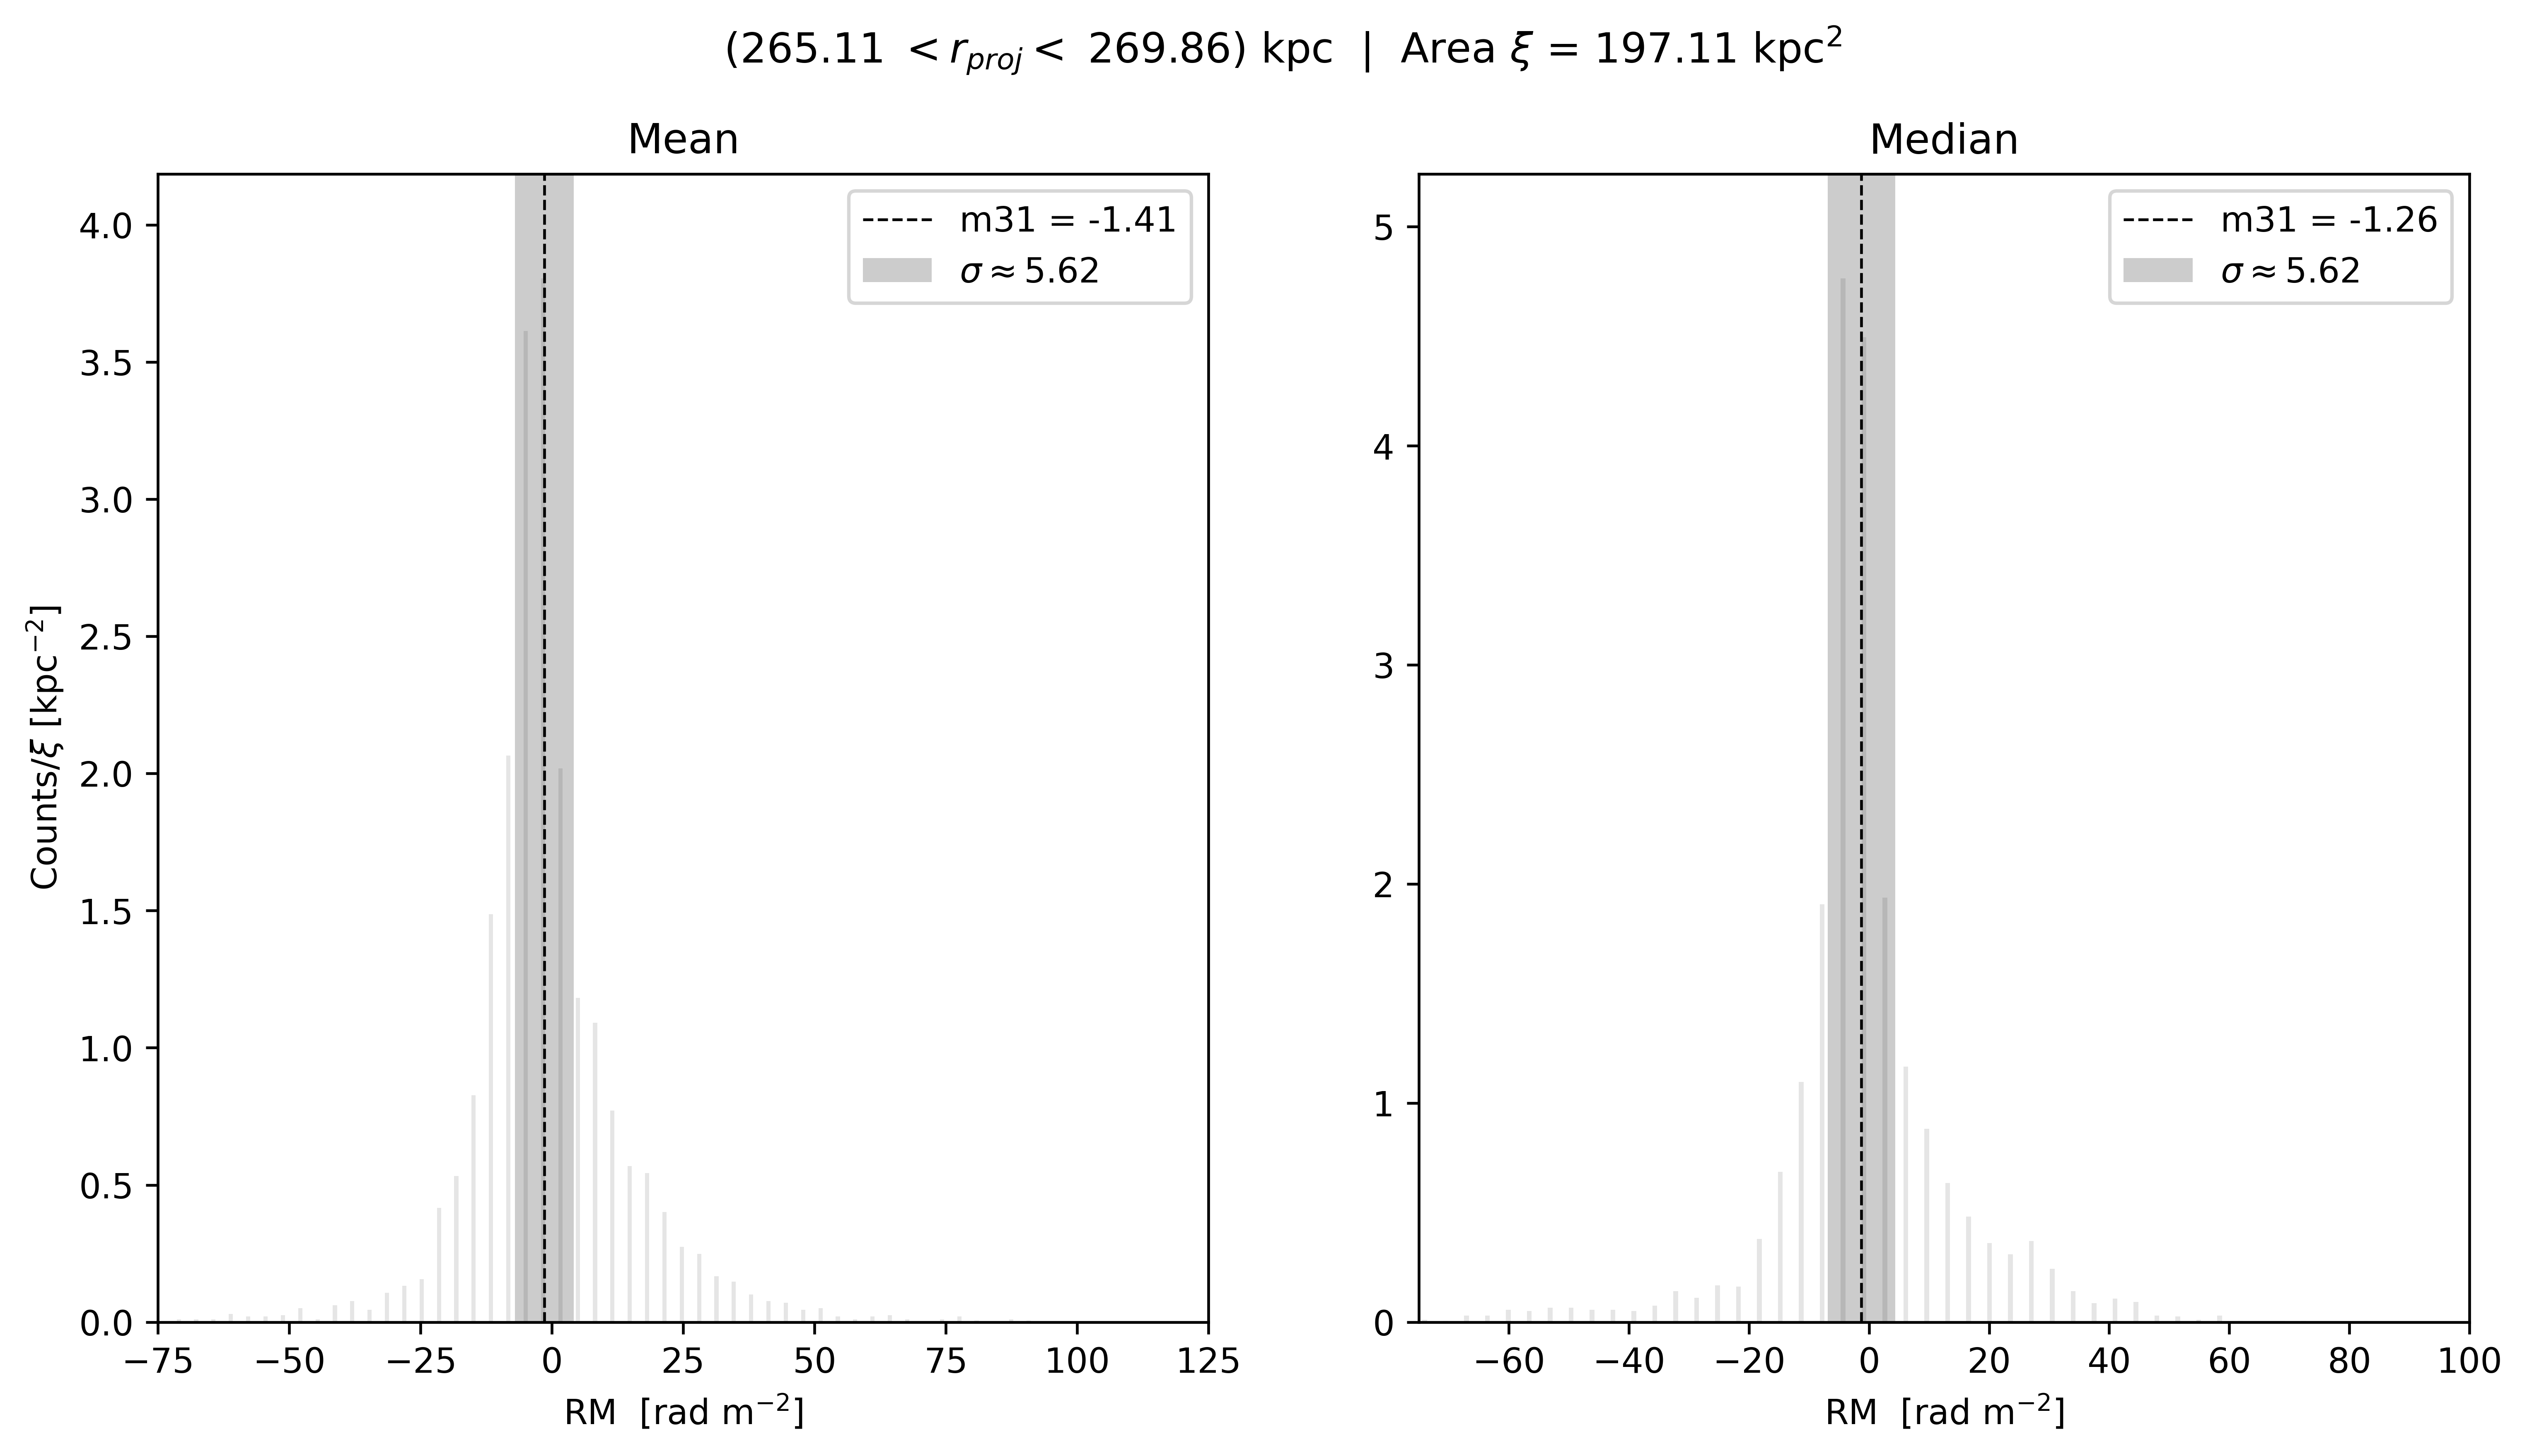 (265.11 < r_proj < 269.86) kpc | Area ξ = 197.11 kpc²
Mean
4.0
3.5
3.0
2.5
2.0
1.5
1.0
0.5
0.0
Counts/ξ [kpc⁻²]
m31 = -1.41
σ ≈ 5.62
−75 −50 −25 0 25 50 75 100 125
RM [rad m⁻²]
Median
5
4
3
2
1
0
m31 = -1.26
σ ≈ 5.62
−60 −40 −20 0 20 40 60 80 100
RM [rad m⁻²]